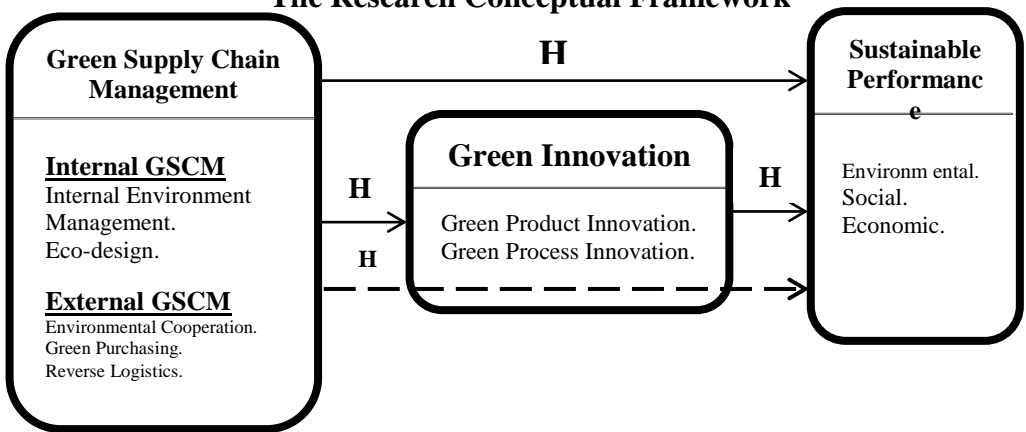 The Research Conceptual Framework
Green Supply Chain
Management
Internal GSCM
Internal Environment
Management.
Eco-design.
External GSCM
Environmental Cooperation.
Green Purchasing.
Reverse Logistics.
H
H
H
Green Innovation
Green Product Innovation.
Green Process Innovation.
H
Sustainable
Performanc
e
Environm ental.
Social.
Economic.